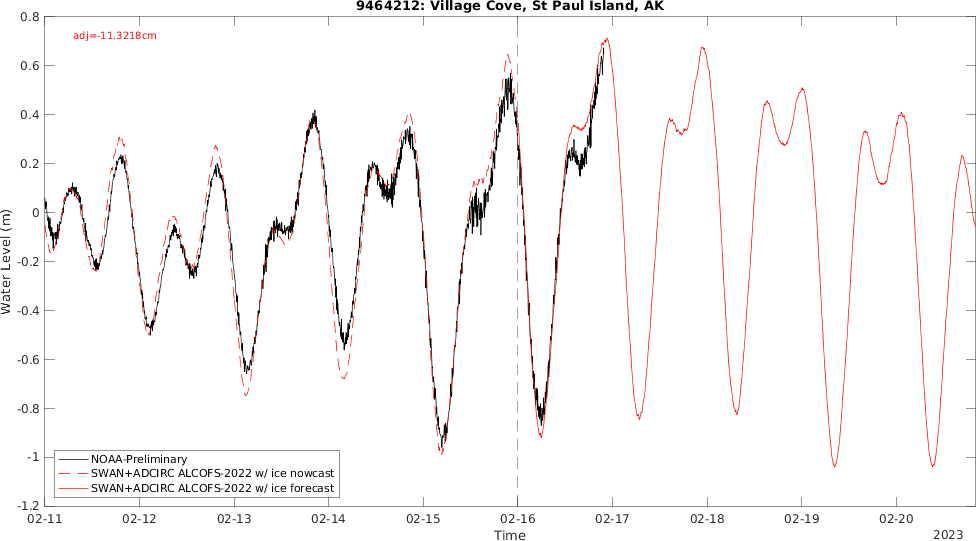 9464212: Village Cove, St Paul Island, AK
adj=-11.3218cm
0.8
0.6
0.4
0.2
0
-0.2
-0.4
-0.6
-0.8
-1
-1.2
Water Level (m)
NOAA-Preliminary
SWAN+ADCIRC ALCOFS-2022 w/ ice nowcast
SWAN+ADCIRC ALCOFS-2022 w/ ice forecast
02-11 02-12 02-13 02-14 02-15 02-16 02-17 02-18 02-19 02-20
Time
2023